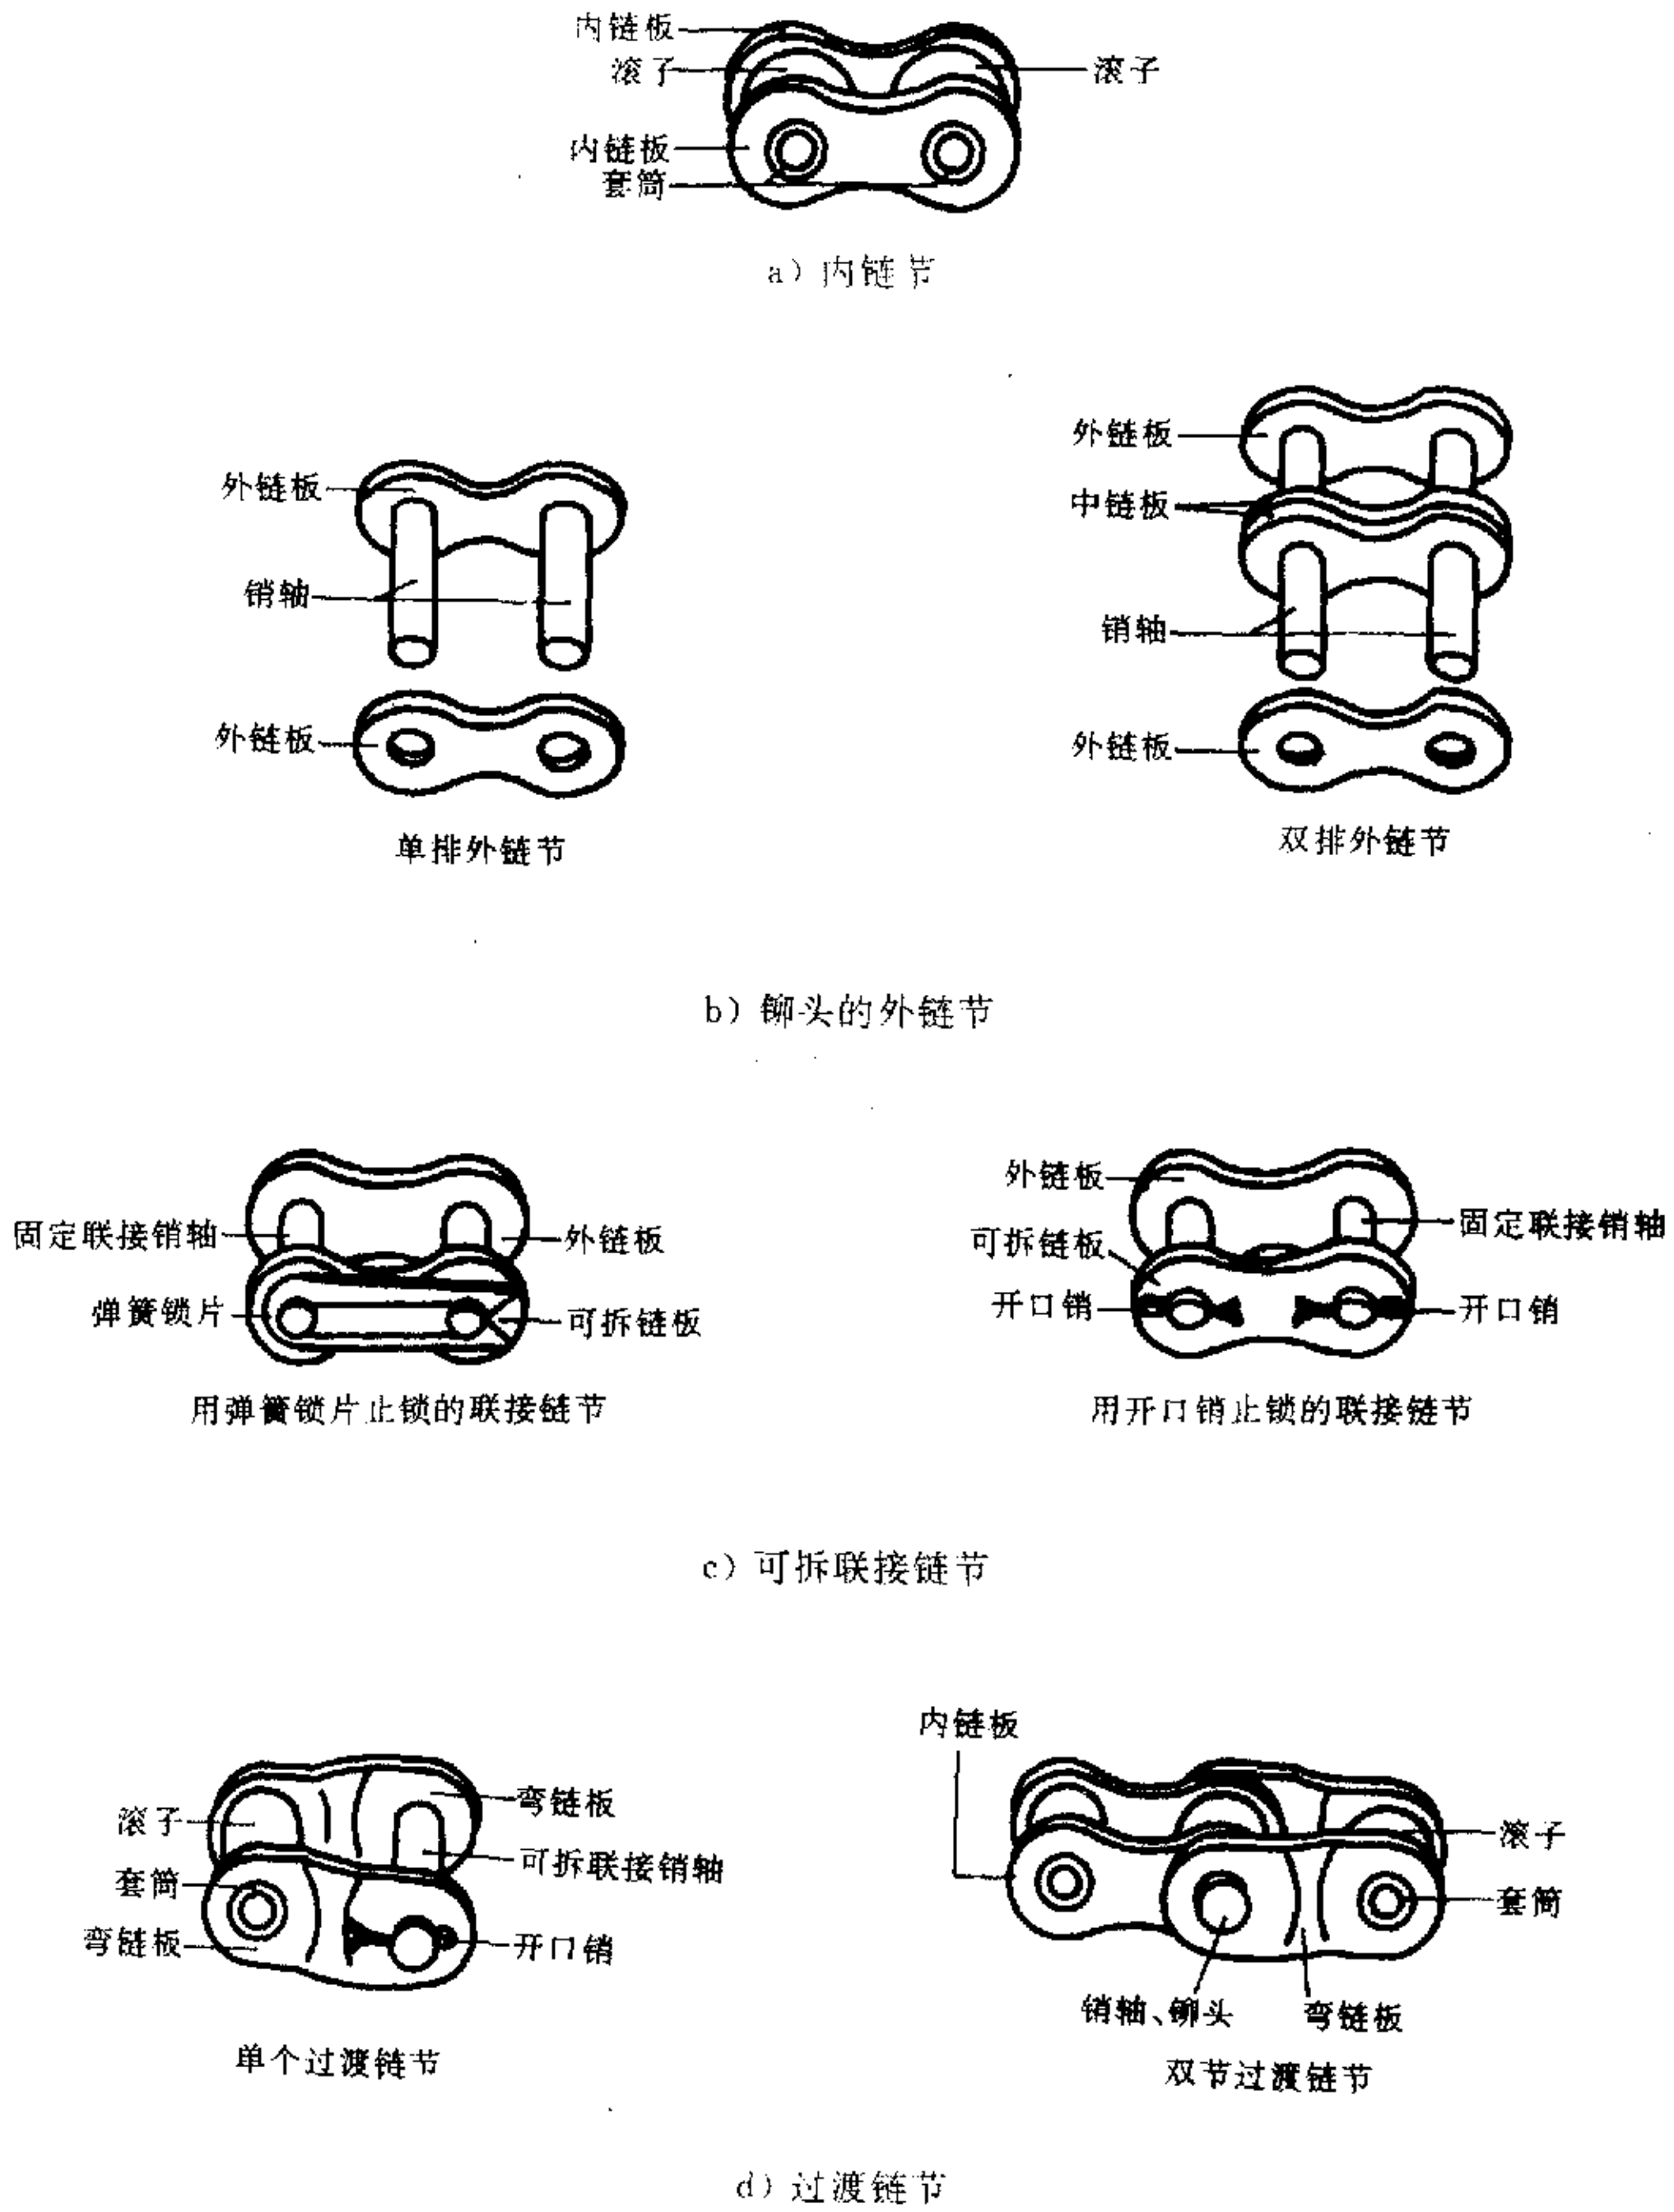 内链板
滚子
滚子
内链板
套筒
a）内链节
外链板
销轴
外链板
单排外链节
外链板
中链板
销轴
外链板
双排外链节
b）铆头的外链节
固定联接销轴
外链板
弹簧锁片
可拆链板
用弹簧锁片止锁的联接链节
外链板
固定联接销轴
可拆链板
开口销
开口销
用开口销止锁的联接链节
c）可拆联接链节
滚子
弯链板
套筒
可拆联接销轴
弯链板
开口销
单个过渡链节
内链板
滚子
套筒
销轴、铆头
弯链板
双节过渡链节
d）过渡链节